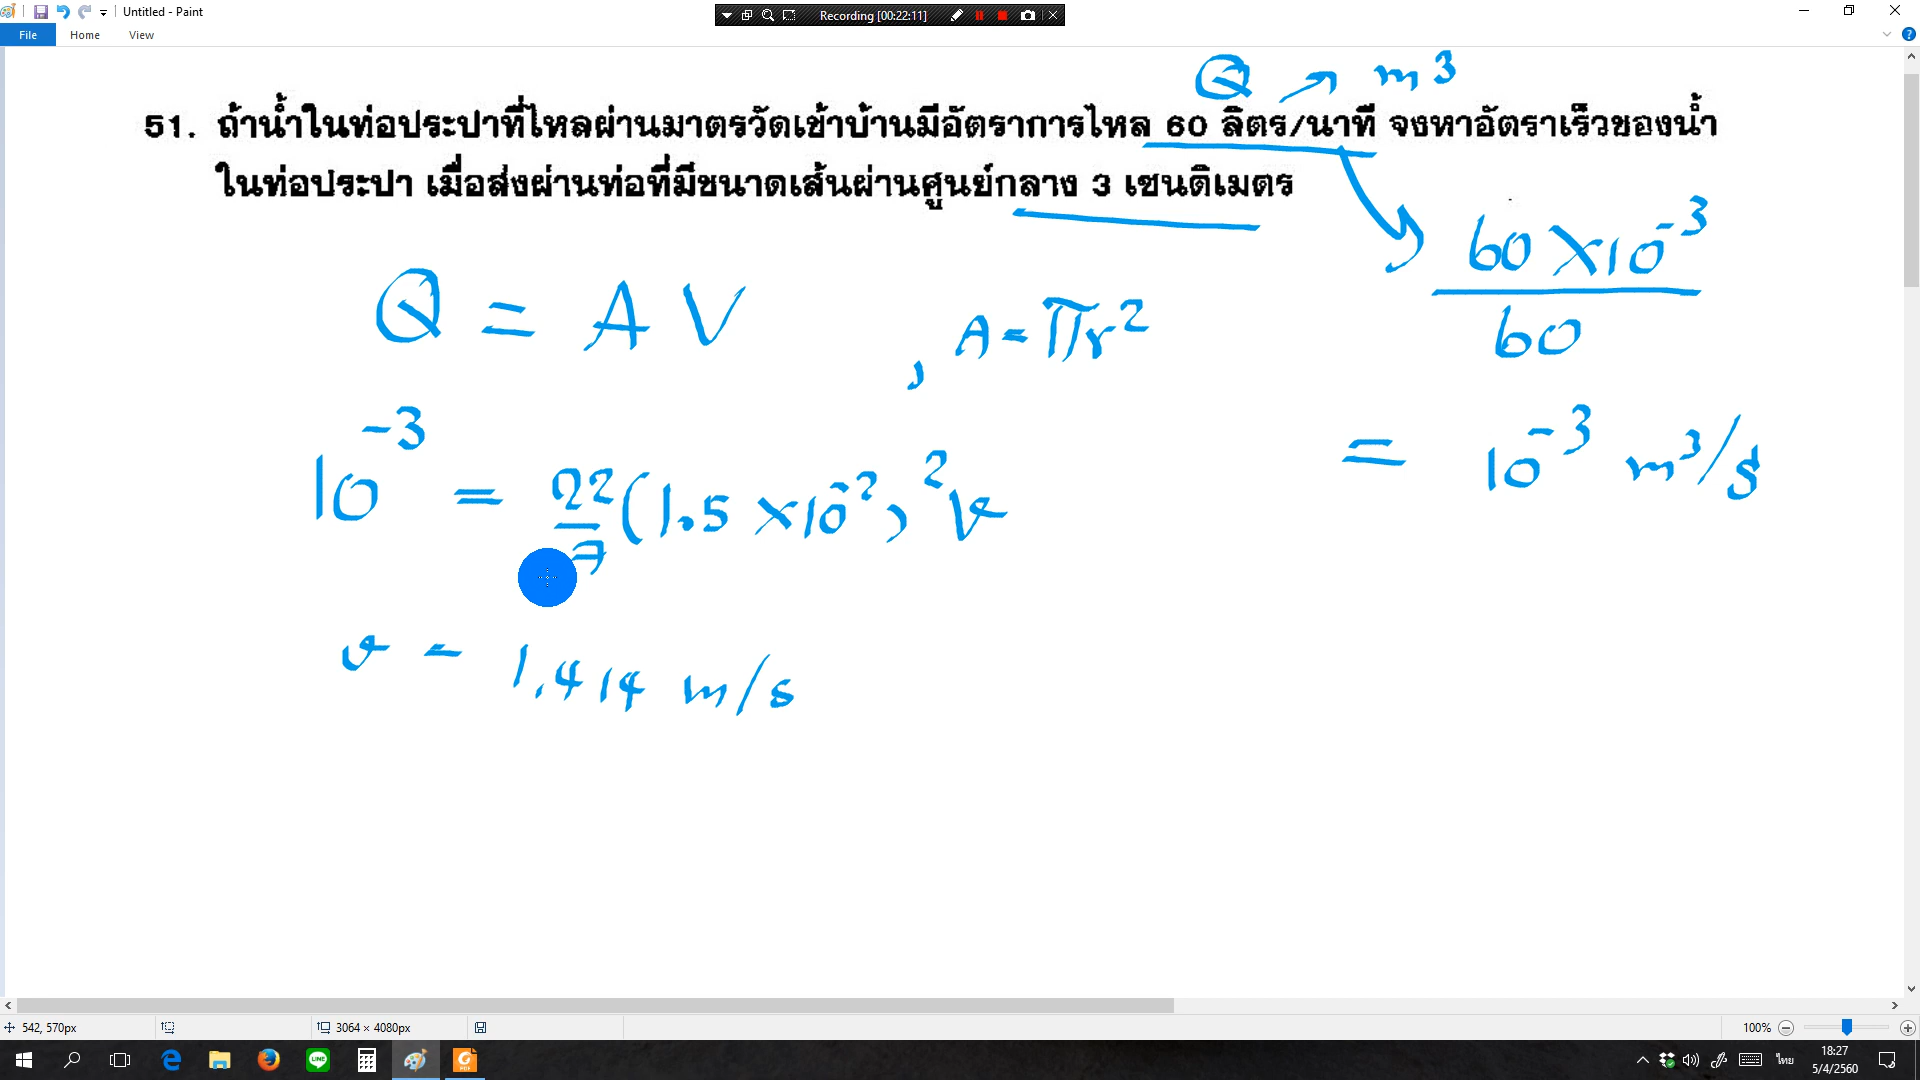 Untitled - Paint
Recording [00:22:11]
File Home View
Q → m³
51. ถ้าน้ำในท่อประปาที่ไหลผ่านมาตรวัดเข้าบ้านมีอัตราการไหล 60 ลิตร/นาที จงหาอัตราเร็วของน้ำ
ในท่อประปา เมื่อส่งผ่านท่อที่มีขนาดเส้นผ่านศูนย์กลาง 3 เซนติเมตร
60 × 10⁻³
60
Q = A V , A = πr²
= 10⁻³ m³/s
10⁻³ = 22/7 (1.5 × 10⁻²)² v
v = 1.414 m/s
542, 570px
3064 × 4080px
100%
LINE
ไทย
18:27
5/4/2560